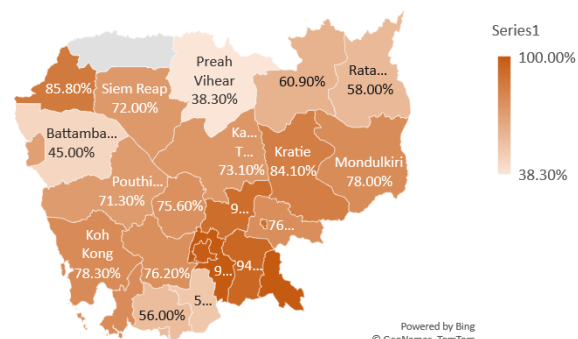 Series1
100.00%
38.30%
Preah
Vihear
38.30%
60.90%
Rata...
58.00%
85.80%
Siem Reap
72.00%
Battamba...
45.00%
Ka...
T...
73.10%
Kratie
84.10%
Mondulkiri
78.00%
Pouthi...
71.30%
75.60%
9...
76...
Koh
Kong
78.30%
76.20%
9...
94...
56.00%
5...
Powered by Bing
© GeoNames, TomTom